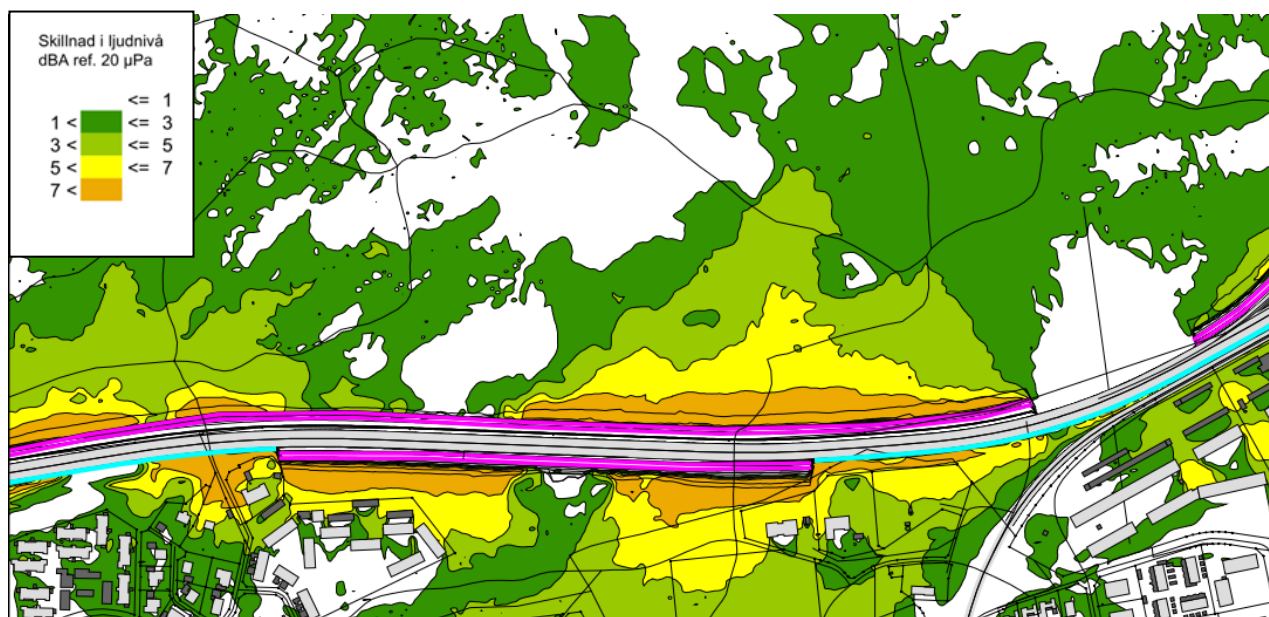 Skillnad i ljudnivå
dBA ref. 20 µPa
<= 1
1 < <= 3
3 < <= 5
5 < <= 7
7 <